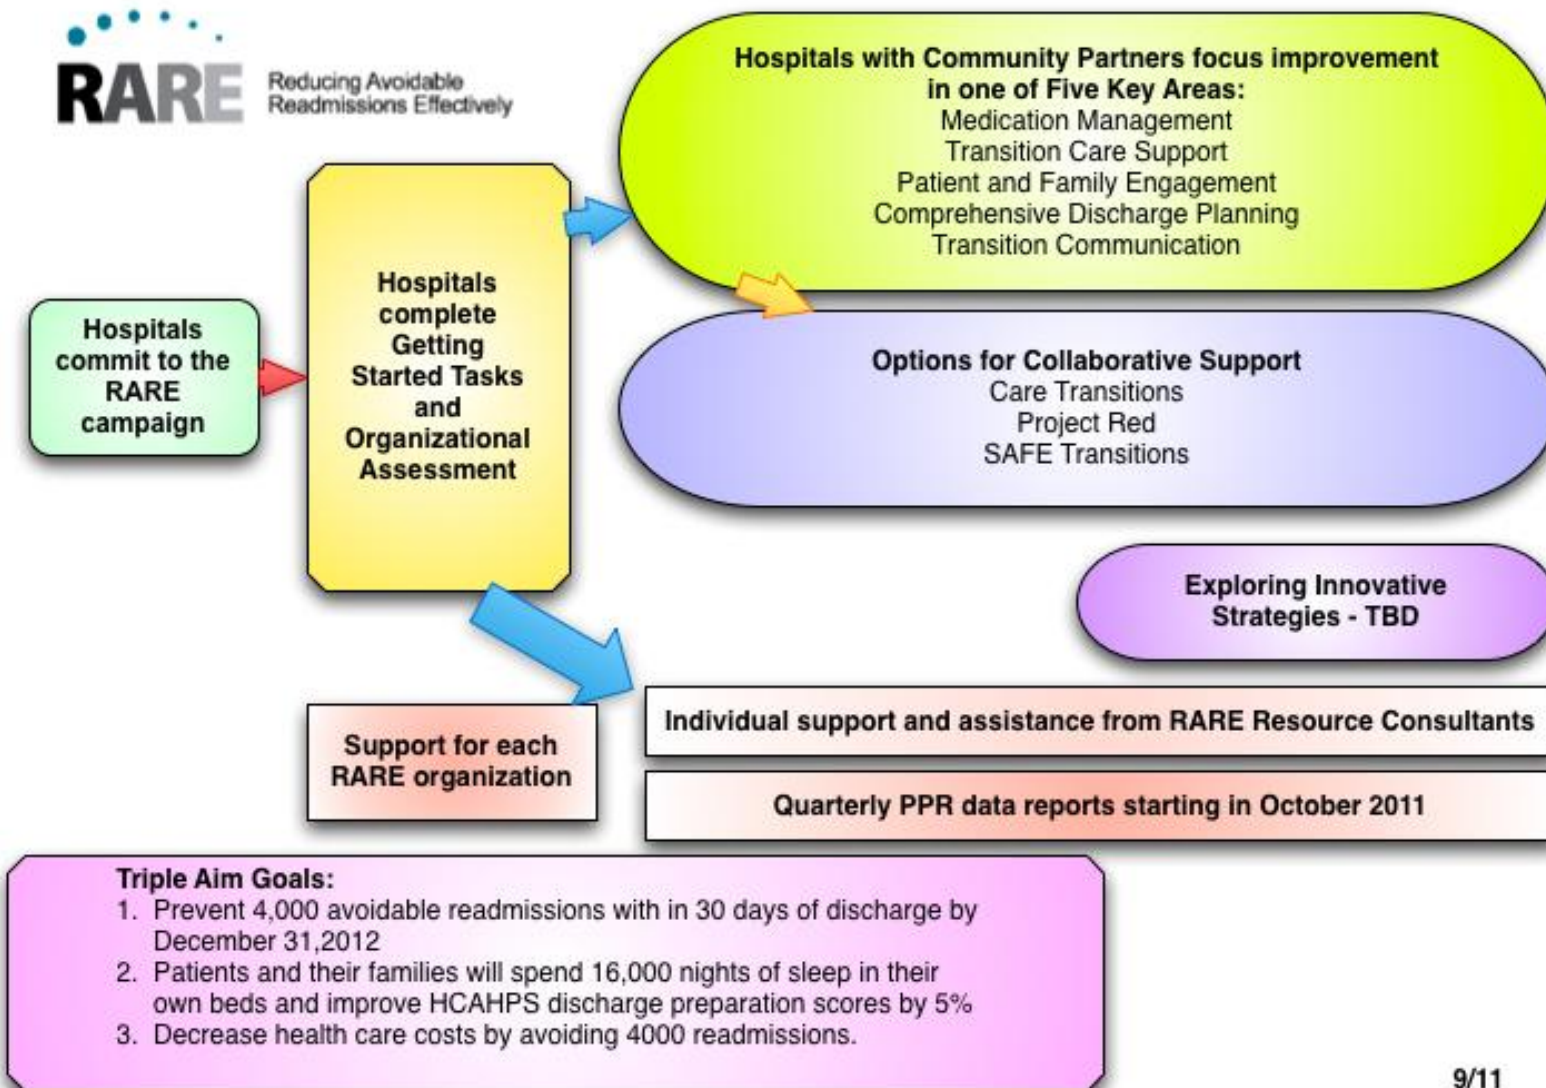 RARE
Reducing Avoidable
Readmissions Effectively
Hospitals with Community Partners focus improvement
in one of Five Key Areas:
Medication Management
Transition Care Support
Patient and Family Engagement
Comprehensive Discharge Planning
Transition Communication
Hospitals
commit to the
RARE
campaign
Hospitals
complete
Getting
Started Tasks
and
Organizational
Assessment
Options for Collaborative Support
Care Transitions
Project Red
SAFE Transitions
Exploring Innovative
Strategies - TBD
Support for each
RARE organization
Individual support and assistance from RARE Resource Consultants
Quarterly PPR data reports starting in October 2011
Triple Aim Goals:
1. Prevent 4,000 avoidable readmissions with in 30 days of discharge by
December 31,2012
2. Patients and their families will spend 16,000 nights of sleep in their
own beds and improve HCAHPS discharge preparation scores by 5%
3. Decrease health care costs by avoiding 4000 readmissions.
9/11